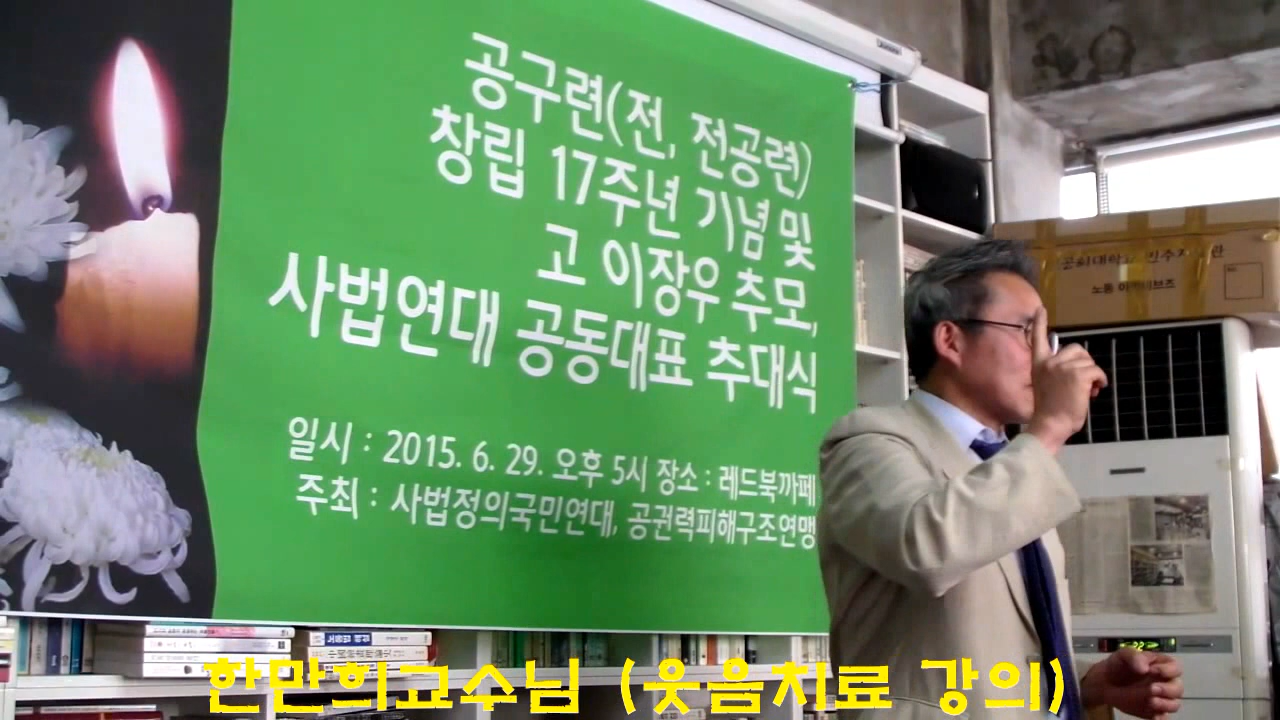 공구련(전, 전공련)
창립 17주년 기념 및
고 이장우 추모,
사법연대 공동대표 추대식
일시 : 2015. 6. 29. 오후 5시 장소 : 레드북까페
주최 : 사법정의국민연대, 공권력피해구조연맹
노동
한만희교수님 (웃음치료 강의)